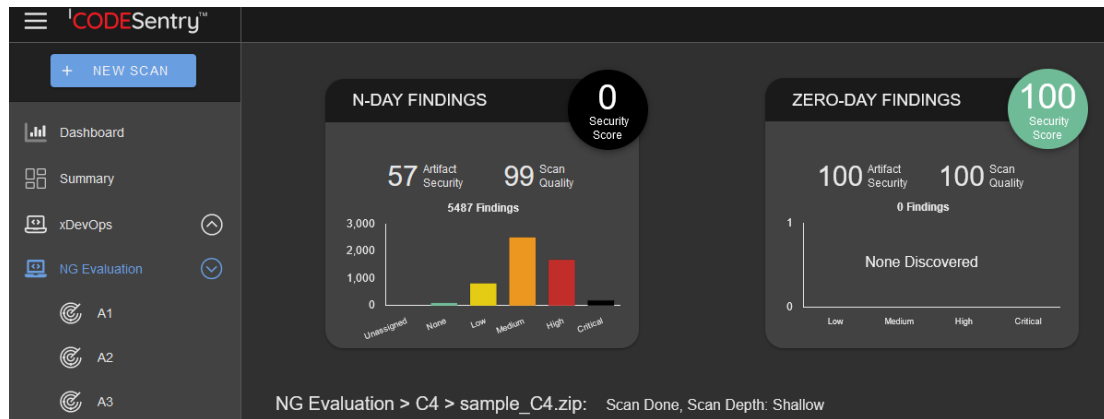 CODESentry™
+ NEW SCAN
Dashboard
Summary
xDevOps
NG Evaluation
A1
A2
A3
N-DAY FINDINGS
0
Security
Score
57 Artifact Security
99 Scan Quality
5487 Findings
3,000
2,000
1,000
0
Unassigned None Low Medium High Critical
ZERO-DAY FINDINGS
100
Security
Score
100 Artifact Security
100 Scan Quality
0 Findings
1
None Discovered
0
Low Medium High Critical
NG Evaluation > C4 > sample_C4.zip: Scan Done, Scan Depth: Shallow